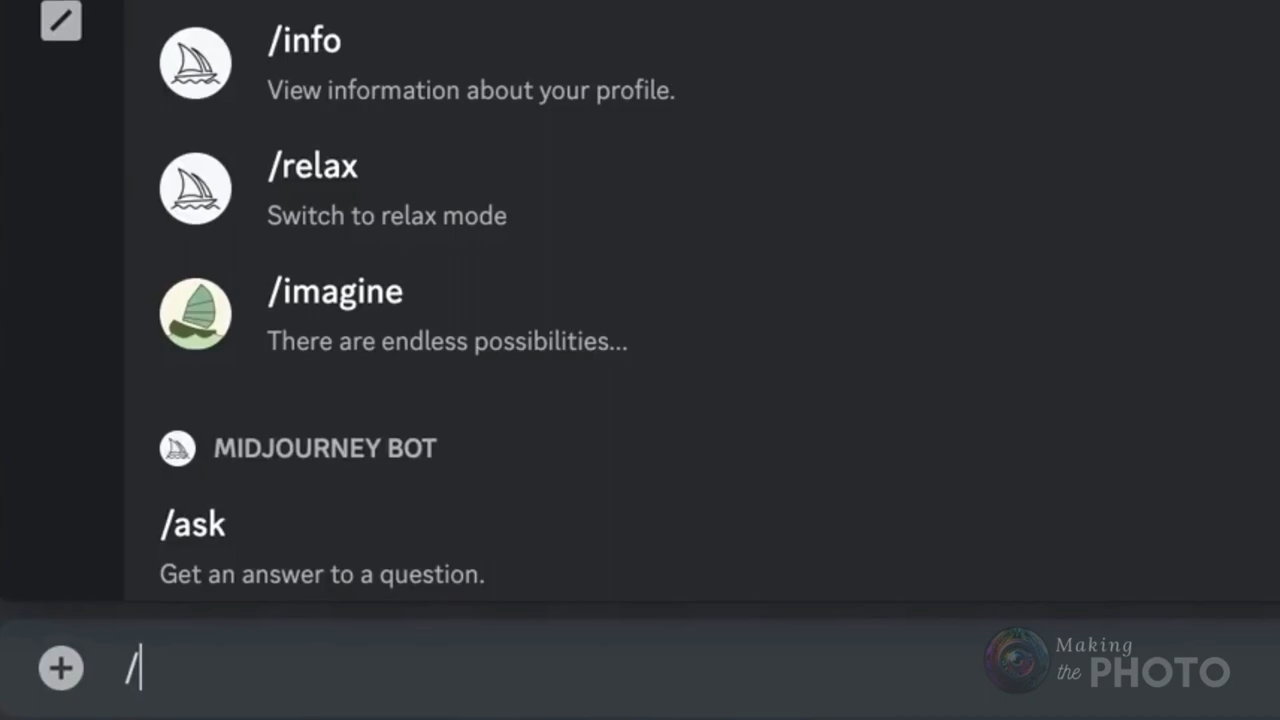 /info
View information about your profile.
/relax
Switch to relax mode
/imagine
There are endless possibilities...
MIDJOURNEY BOT
/ask
Get an answer to a question.
/
Making
the PHOTO